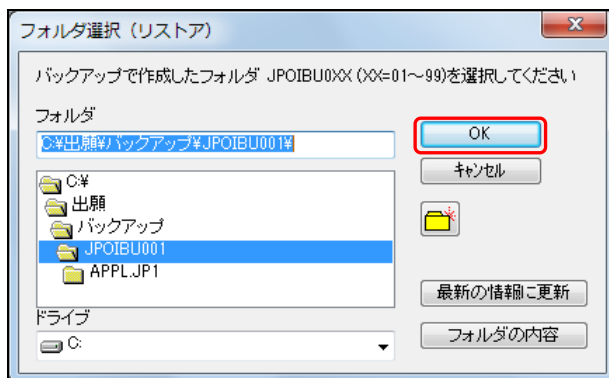 フォルダ選択（リストア）
バックアップで作成したフォルダ JPOIBU0XX (XX=01～99)を選択してください
フォルダ
C:¥出願¥バックアップ¥JPOIBU001¥
OK
キャンセル
C:¥
出願
バックアップ
JPOIBU001
APPL.JP1
最新の情報に更新
ドライブ
C:
フォルダの内容